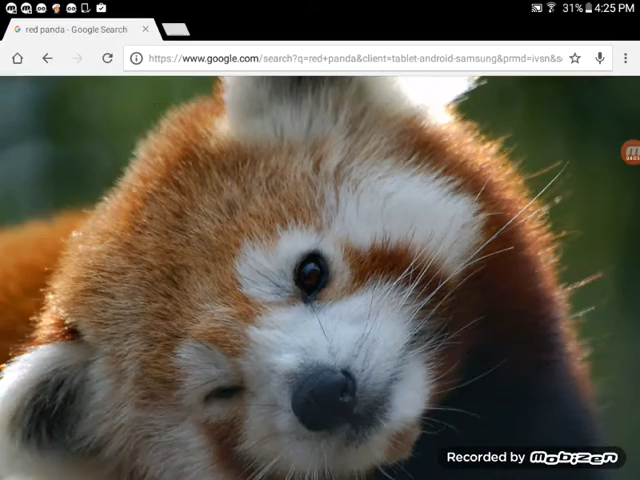 31% 4:25 PM
red panda - Google Search
https://www.google.com/search?q=red+panda&client=tablet-android-samsung&prmd=ivsn&s
Recorded by Mobizen